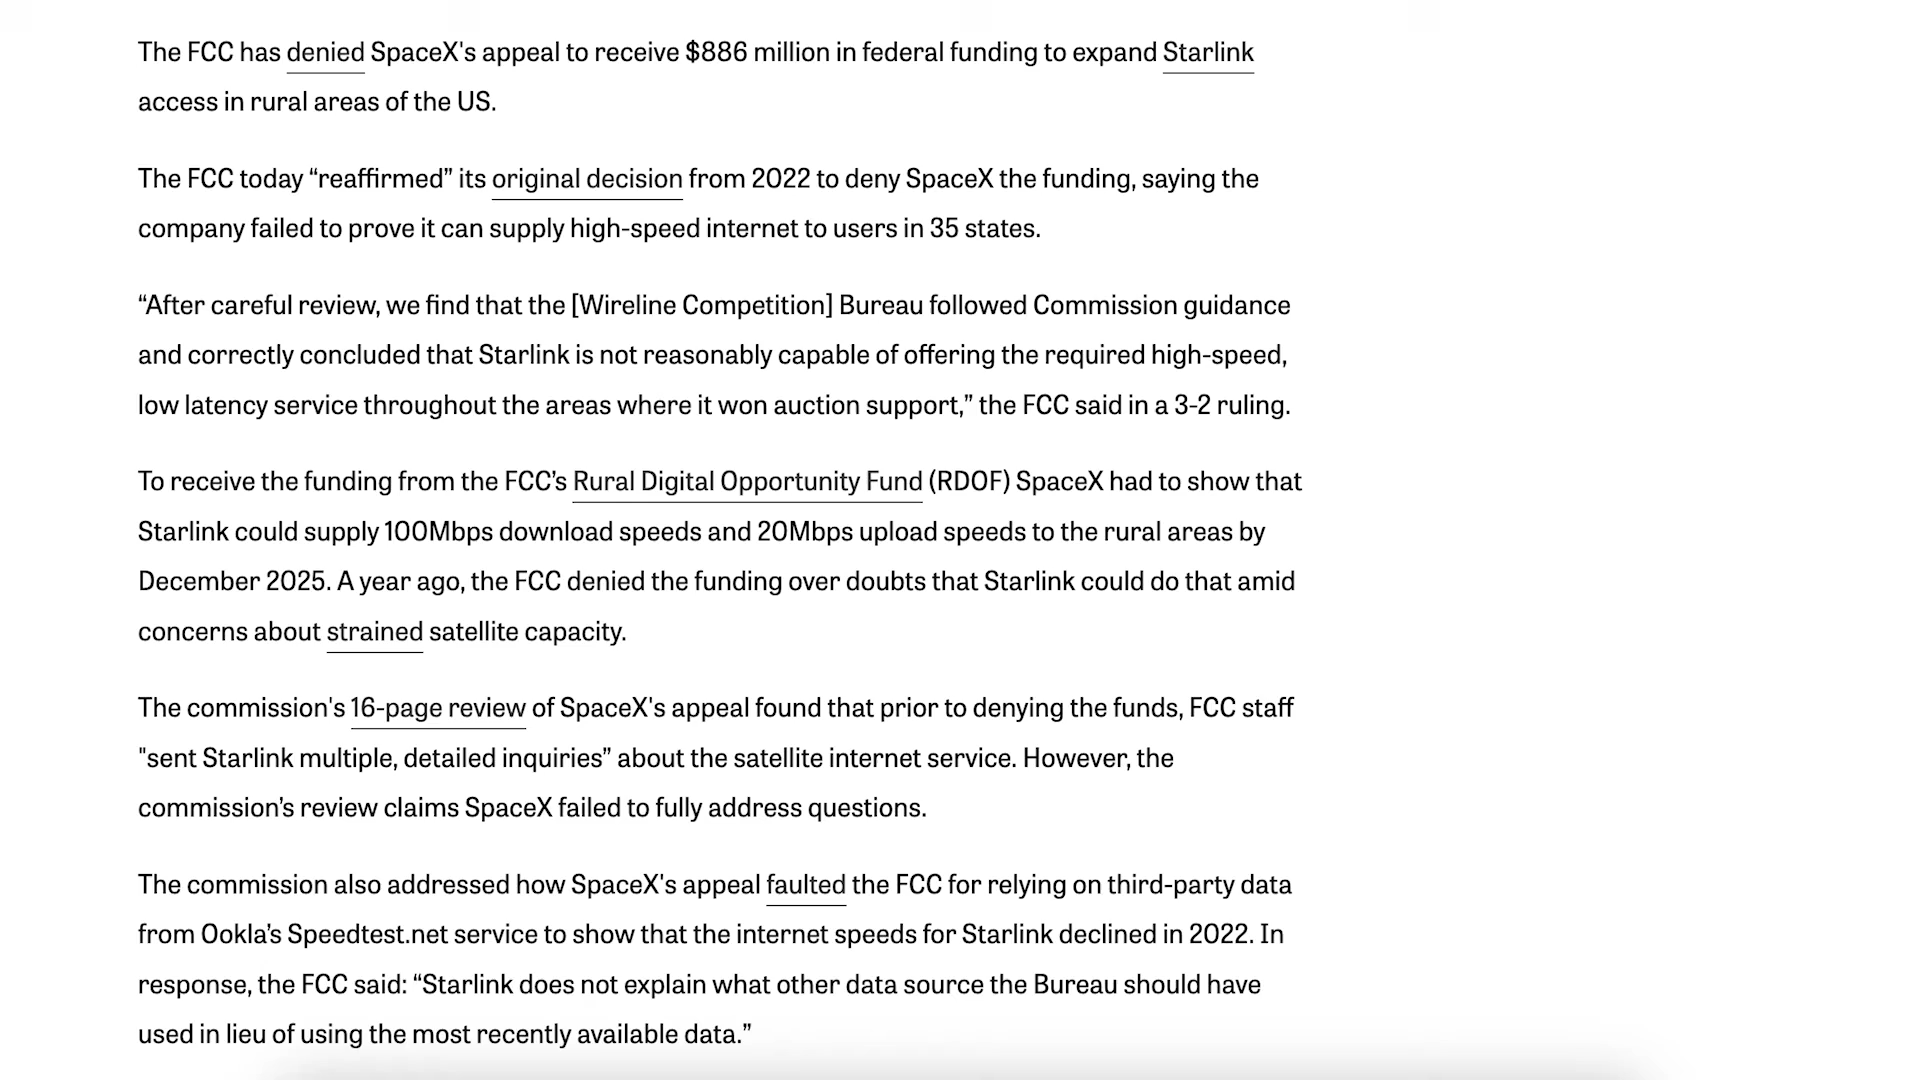 The FCC has denied SpaceX's appeal to receive $886 million in federal funding to expand Starlink
access in rural areas of the US.
The FCC today “reaffirmed” its original decision from 2022 to deny SpaceX the funding, saying the
company failed to prove it can supply high-speed internet to users in 35 states.
“After careful review, we find that the [Wireline Competition] Bureau followed Commission guidance
and correctly concluded that Starlink is not reasonably capable of offering the required high-speed,
low latency service throughout the areas where it won auction support,” the FCC said in a 3-2 ruling.
To receive the funding from the FCC’s Rural Digital Opportunity Fund (RDOF) SpaceX had to show that
Starlink could supply 100Mbps download speeds and 20Mbps upload speeds to the rural areas by
December 2025. A year ago, the FCC denied the funding over doubts that Starlink could do that amid
concerns about strained satellite capacity.
The commission's 16-page review of SpaceX's appeal found that prior to denying the funds, FCC staff
"sent Starlink multiple, detailed inquiries” about the satellite internet service. However, the
commission’s review claims SpaceX failed to fully address questions.
The commission also addressed how SpaceX's appeal faulted the FCC for relying on third-party data
from Ookla’s Speedtest.net service to show that the internet speeds for Starlink declined in 2022. In
response, the FCC said: “Starlink does not explain what other data source the Bureau should have
used in lieu of using the most recently available data.”